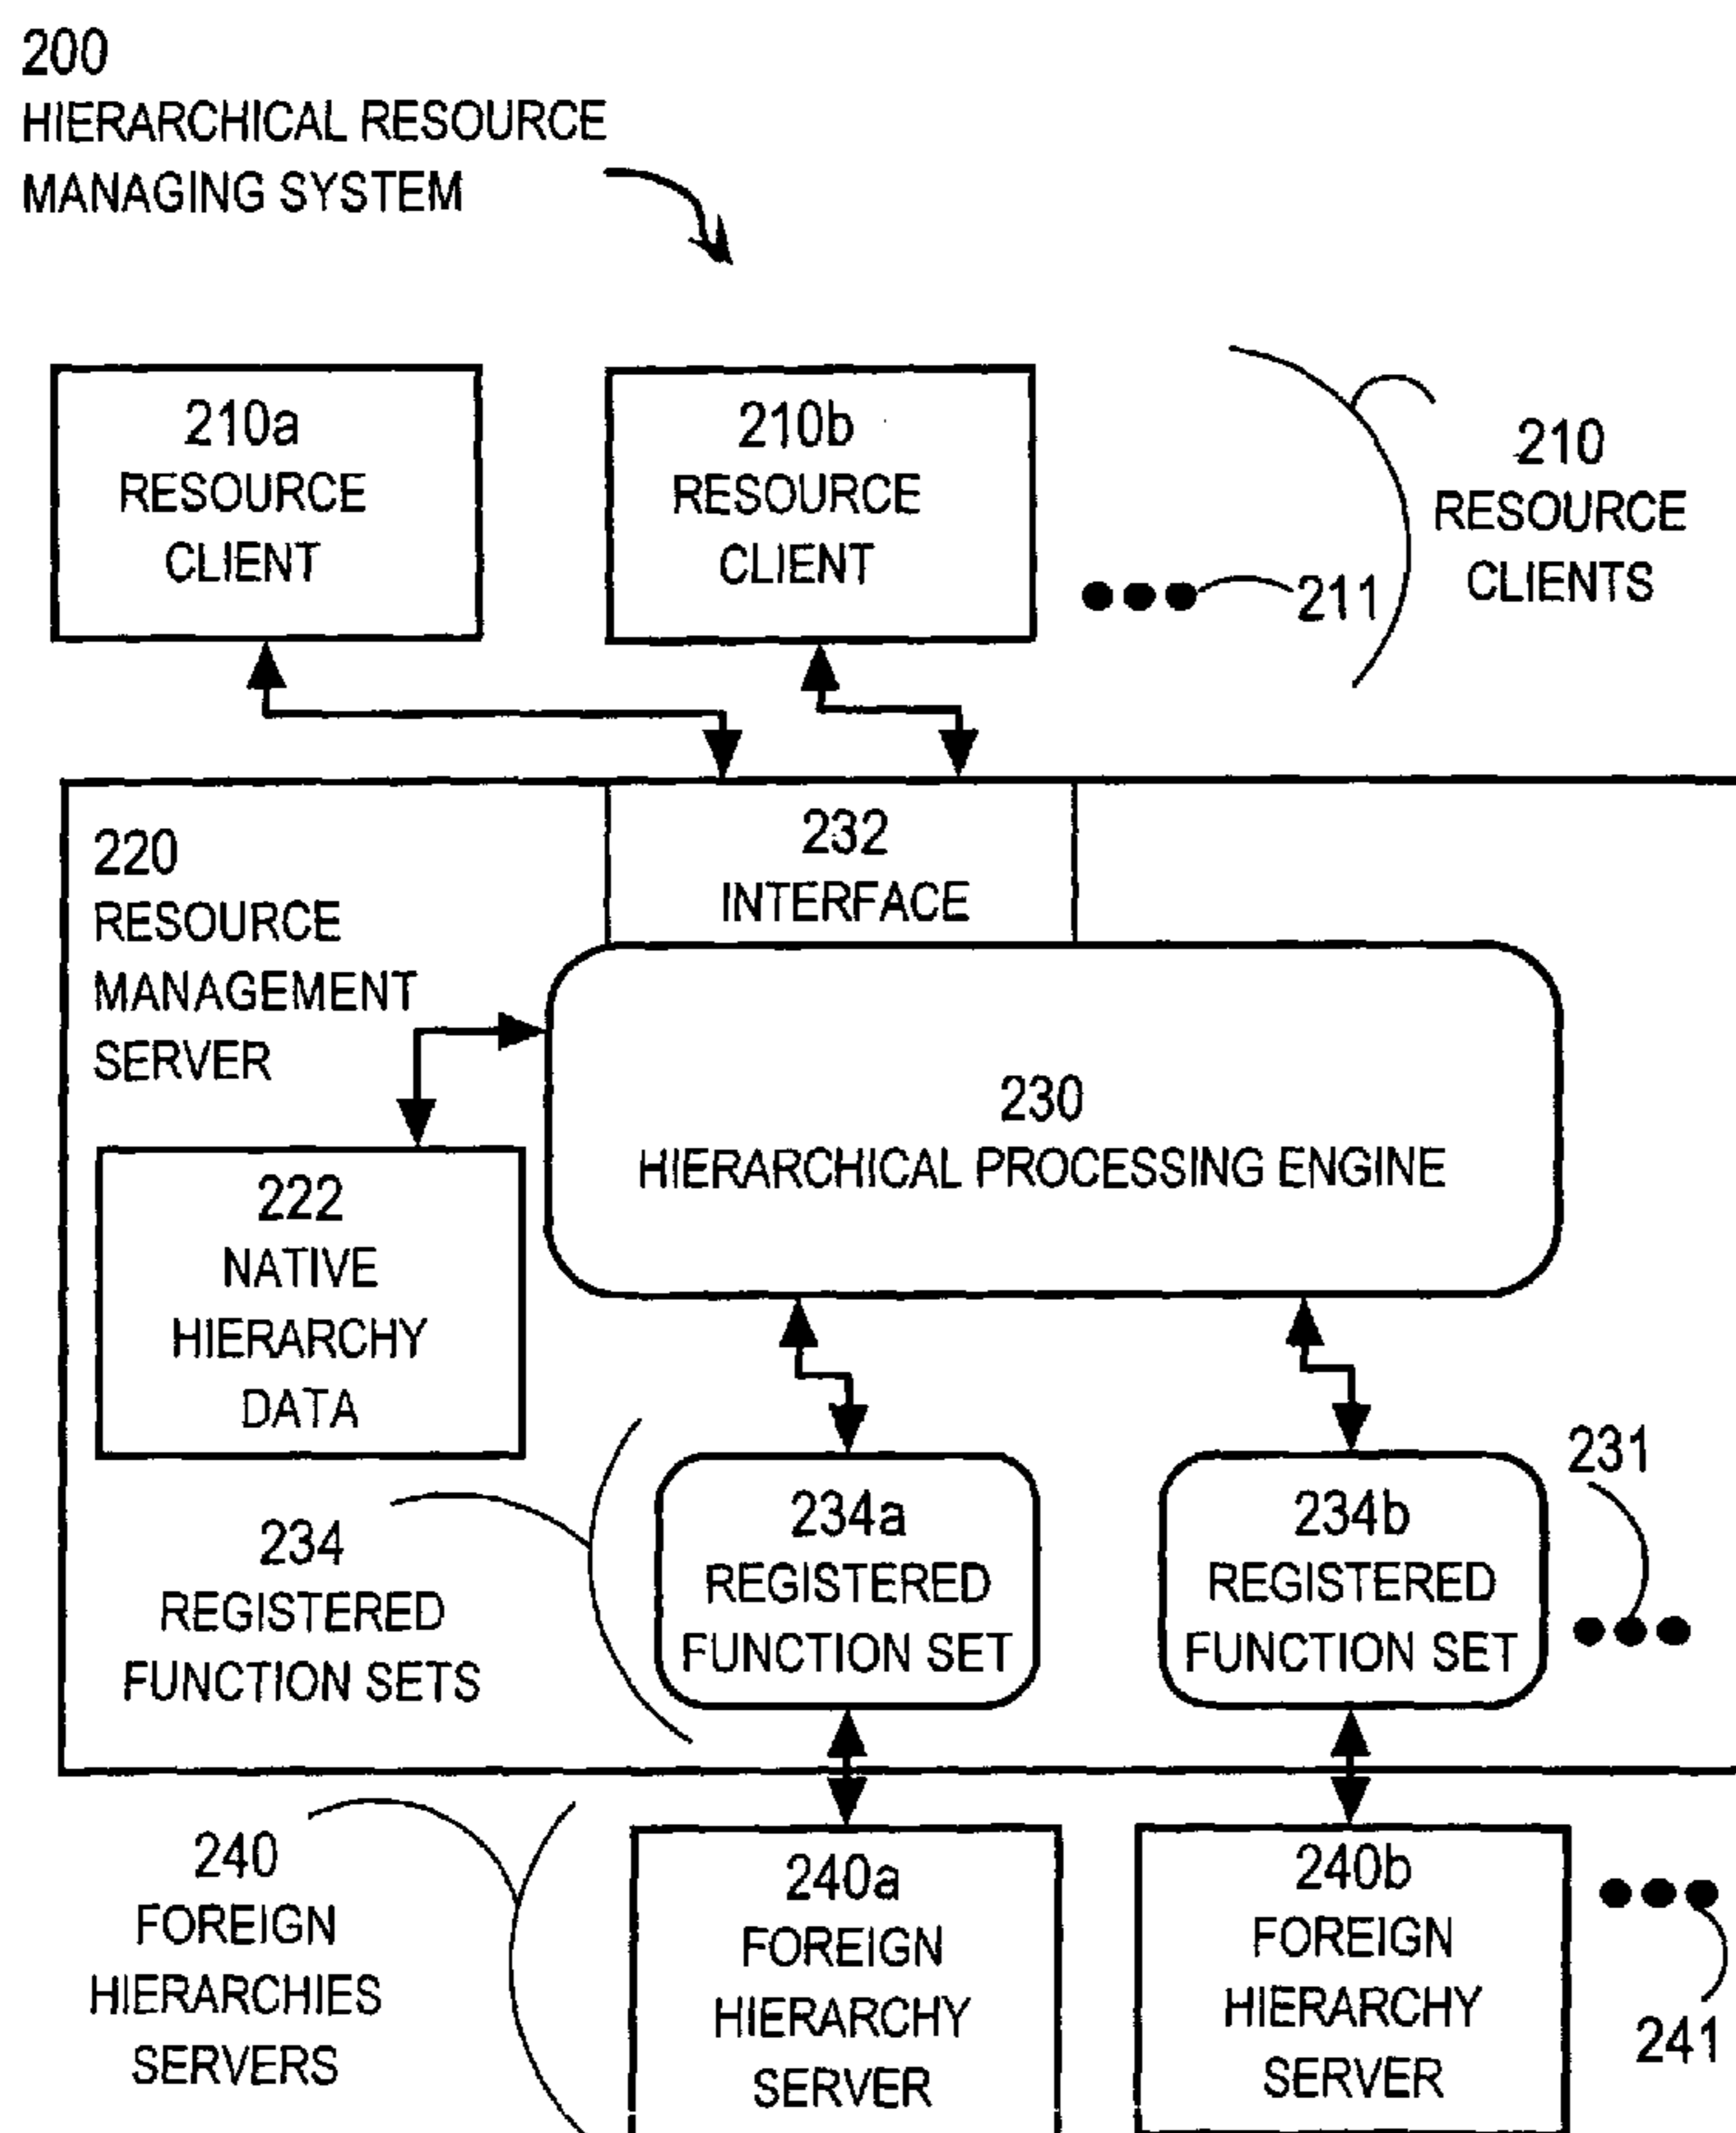 200
HIERARCHICAL RESOURCE
MANAGING SYSTEM
210a
RESOURCE
CLIENT
210b
RESOURCE
CLIENT
210
RESOURCE
CLIENTS
211
220
RESOURCE
MANAGEMENT
SERVER
232
INTERFACE
230
HIERARCHICAL PROCESSING ENGINE
222
NATIVE
HIERARCHY
DATA
234
REGISTERED
FUNCTION SETS
234a
REGISTERED
FUNCTION SET
234b
REGISTERED
FUNCTION SET
231
240
FOREIGN
HIERARCHIES
SERVERS
240a
FOREIGN
HIERARCHY
SERVER
240b
FOREIGN
HIERARCHY
SERVER
241